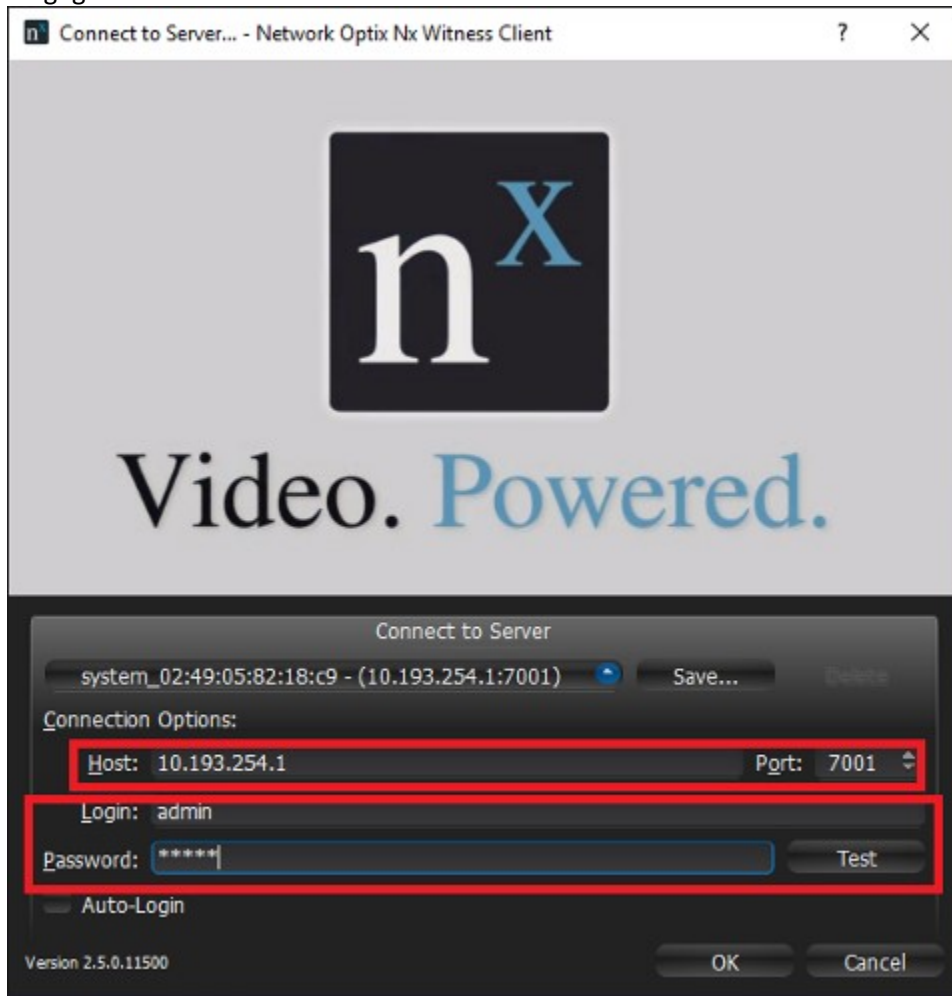 Connect to Server... - Network Optix Nx Witness Client ? ×
nx
Video. Powered.
Connect to Server
system_02:49:05:82:18:c9 - (10.193.254.1:7001) Save... Delete
Connection Options:
Host: 10.193.254.1 Port: 7001
Login: admin
Password: ***** Test
Auto-Login
Version 2.5.0.11500 OK Cancel